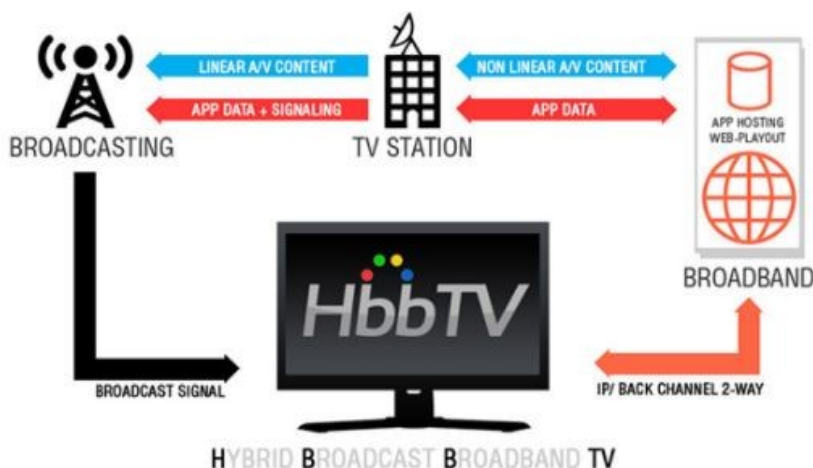 LINEAR A/V CONTENT
NON LINEAR A/V CONTENT
APP DATA + SIGNALING
APP DATA
APP HOSTING
WEB-PLAYOUT
BROADCASTING
TV STATION
BROADBAND
HbbTV
BROADCAST SIGNAL
IP/ BACK CHANNEL 2-WAY
HYBRID BROADCAST BROADBAND TV